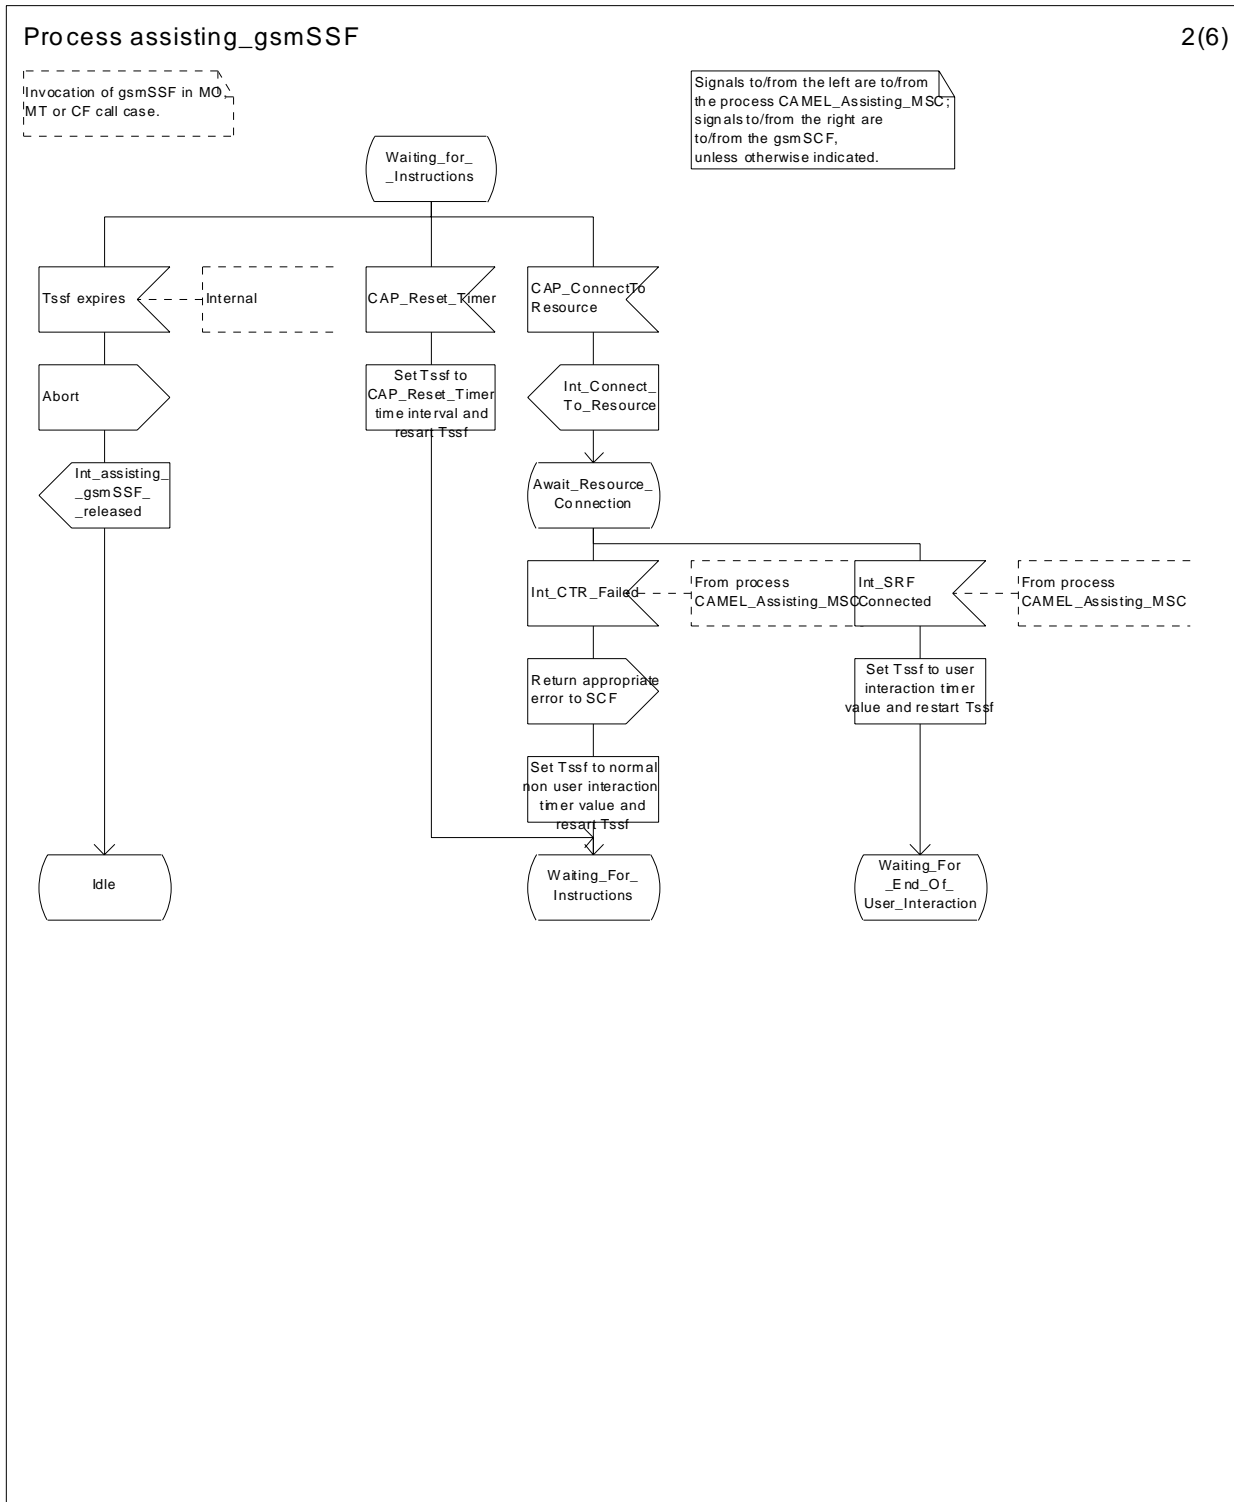 Process assisting_gsmSSF
2(6)
Invocation of gsmSSF in MO,
MT or CF call case.
Signals to/from the left are to/from
the process CAMEL_Assisting_MSC;
signals to/from the right are
to/from the gsmSCF,
unless otherwise indicated.
Waiting_for_
_Instructions
Tssf expires
Internal
CAP_Reset_Timer
CAP_ConnectTo
Resource
Abort
Set Tssf to
CAP_Reset_Timer
time interval and
resart Tssf
Int_Connect_
To_Resource
Int_assisting_
_gsmSSF_
_released
Await_Resource_
Connection
Int_CTR_Failed
From process
CAMEL_Assisting_MSC
Int_SRF
Connected
From process
CAMEL_Assisting_MSC
Return appropriate
error to SCF
Set Tssf to user
interaction timer
value and restart Tssf
Set Tssf to normal
non user interaction
timer value and
resart Tssf
Idle
Waiting_For_
Instructions
Waiting_For
_End_Of_
User_Interaction